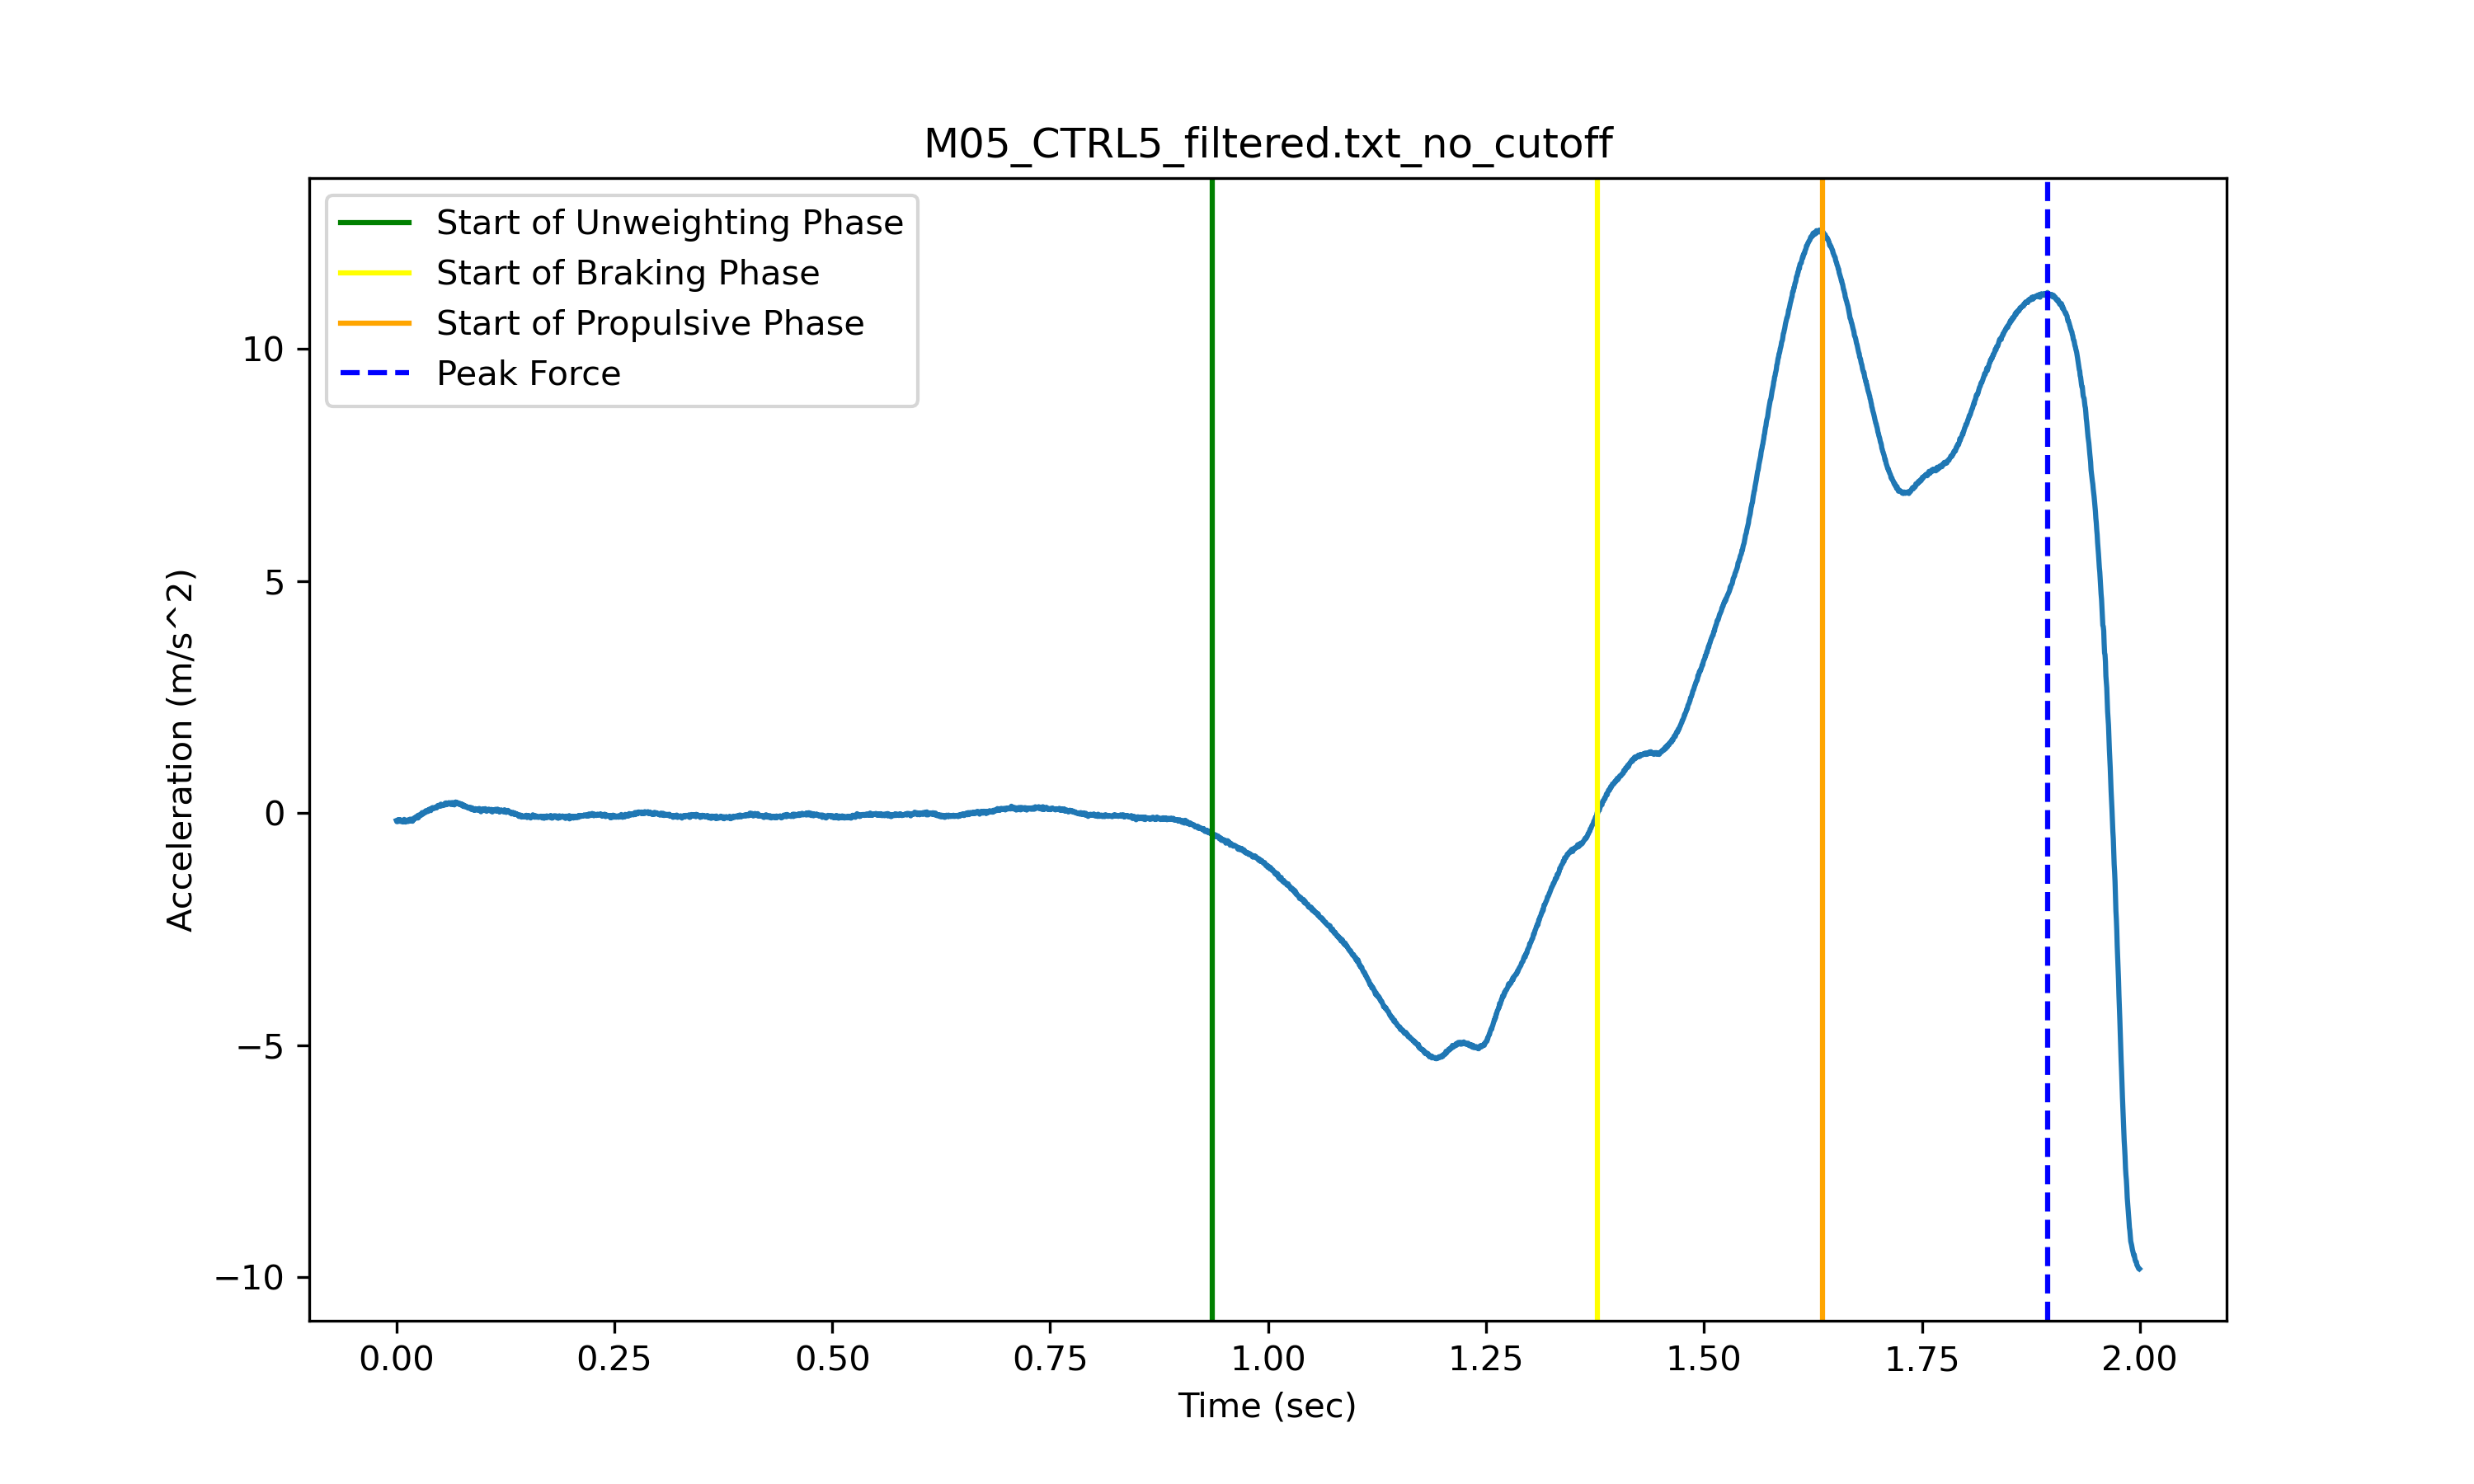 M05_CTRL5_filtered.txt_no_cutoff
Start of Unweighting Phase
Start of Braking Phase
Start of Propulsive Phase
Peak Force
10
5
0
−5
−10
Acceleration (m/s^2)
0.00 0.25 0.50 0.75 1.00 1.25 1.50 1.75 2.00
Time (sec)